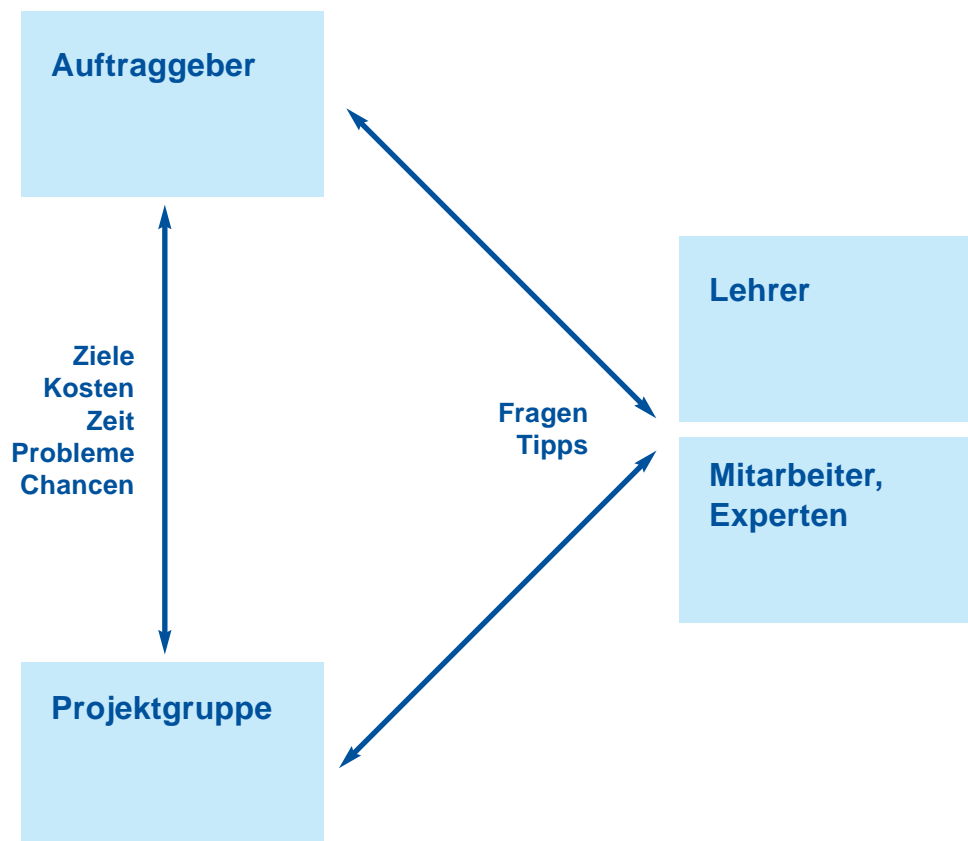 Auftraggeber
Lehrer
Ziele
Kosten
Zeit
Probleme
Chancen
Fragen
Tipps
Mitarbeiter,
Experten
Projektgruppe